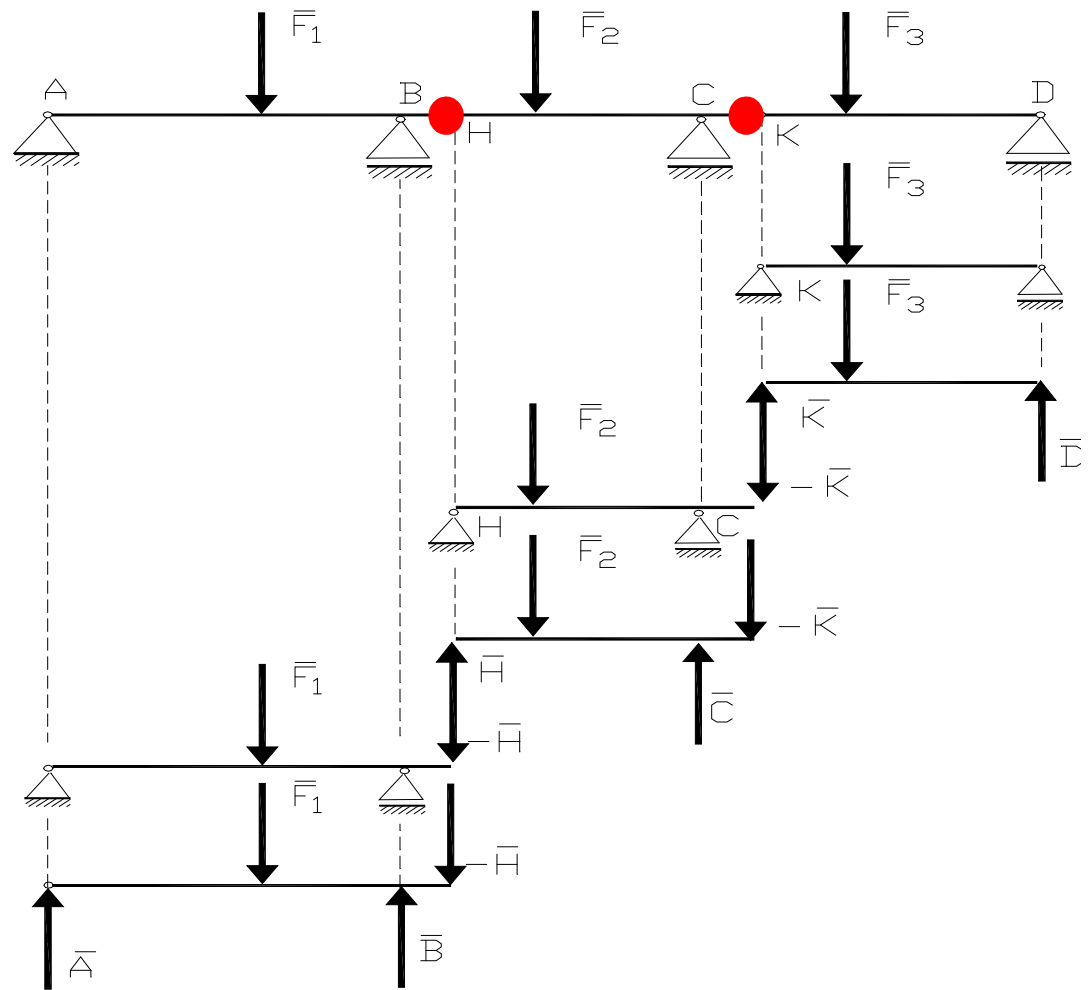 F̿1 F̿2 F̿3
A B C D
H K
F̿3
K F̿3
K̅ D̅
F̿2 – K̅
H C
F̿2
– K̅
F̿1 H̅ C̅
– H̅
F̿1
– H̅
A̅ B̅